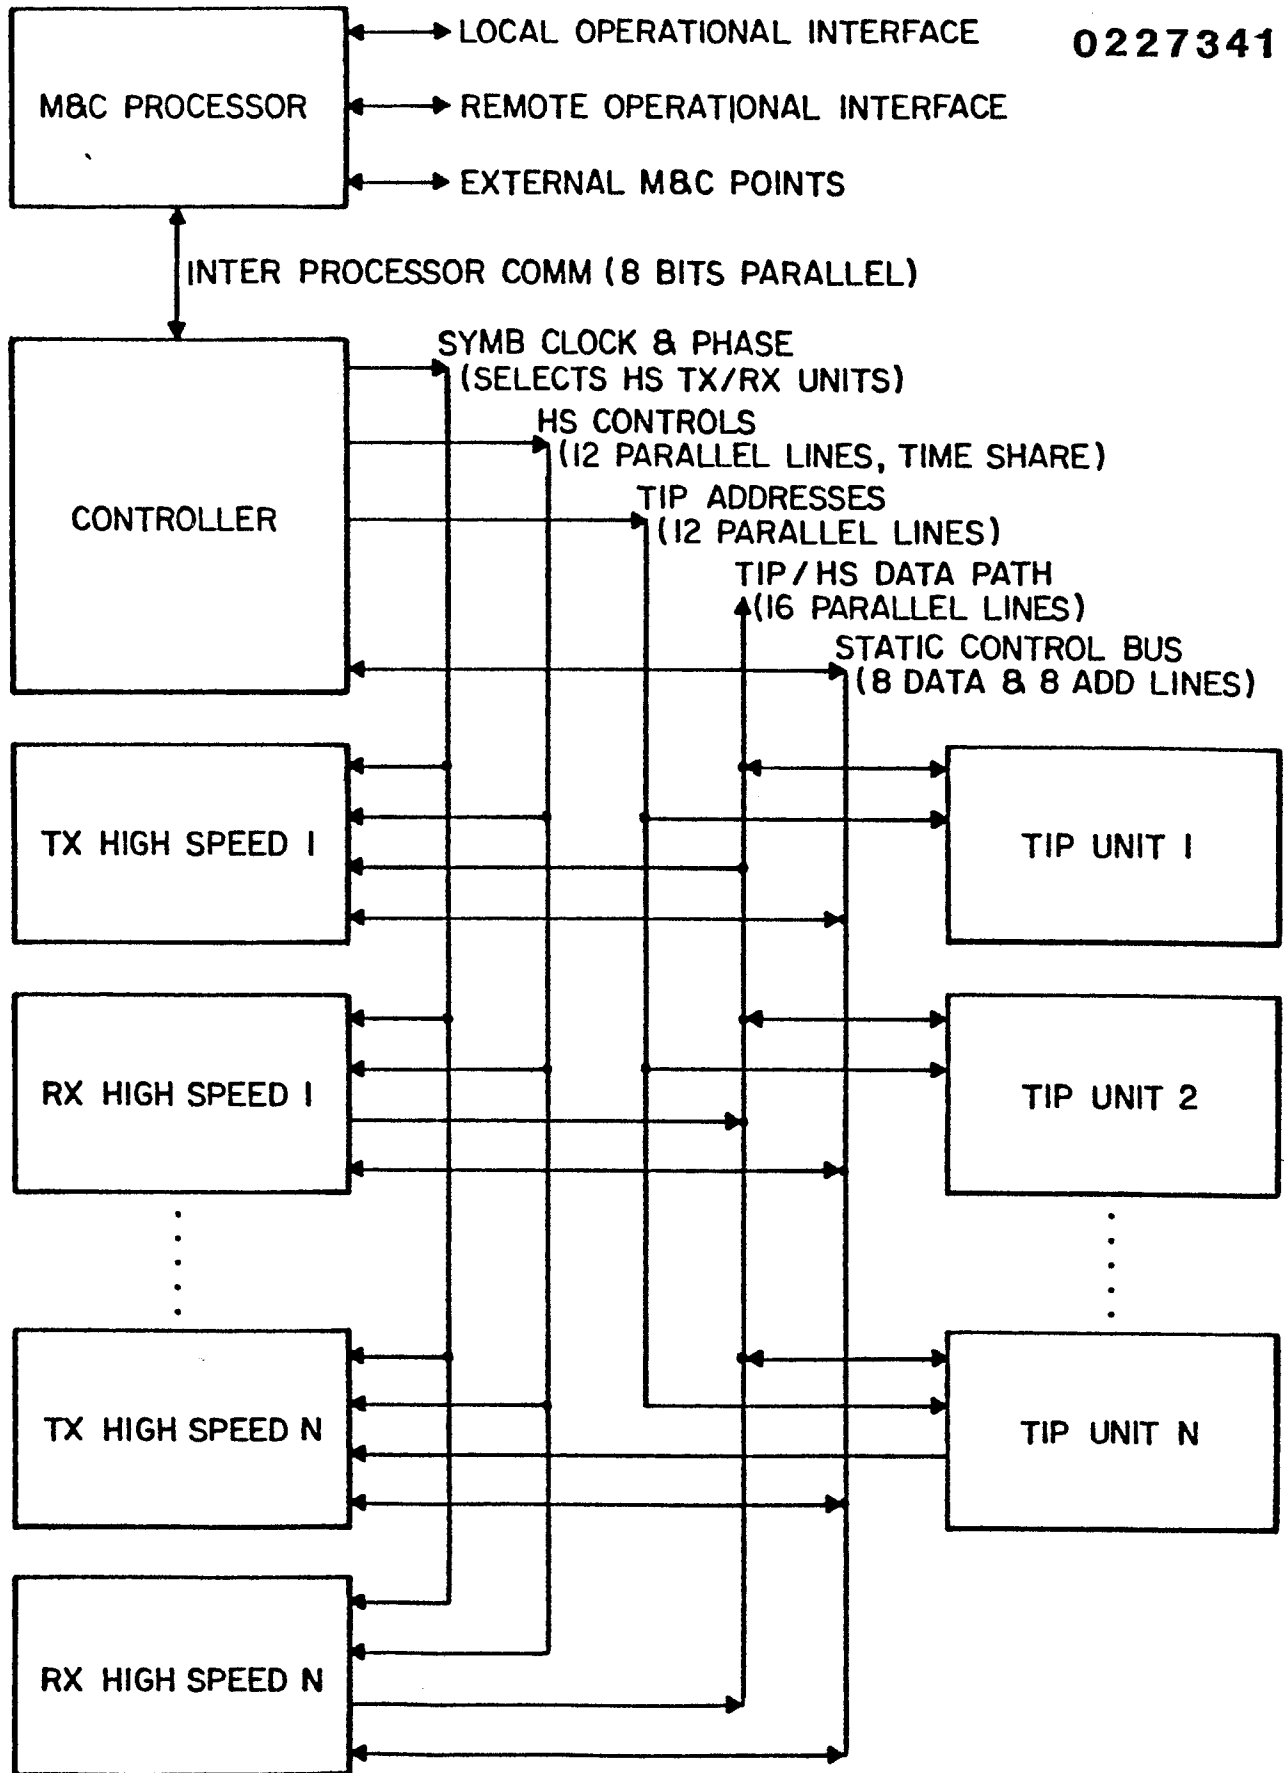 LOCAL OPERATIONAL INTERFACE
0227341
M&C PROCESSOR
REMOTE OPERATIONAL INTERFACE
EXTERNAL M&C POINTS
INTER PROCESSOR COMM (8 BITS PARALLEL)
SYMB CLOCK & PHASE
(SELECTS HS TX/RX UNITS)
HS CONTROLS
(12 PARALLEL LINES, TIME SHARE)
CONTROLLER
TIP ADDRESSES
(12 PARALLEL LINES)
TIP/HS DATA PATH
(16 PARALLEL LINES)
STATIC CONTROL BUS
(8 DATA & 8 ADD LINES)
TX HIGH SPEED 1
TIP UNIT 1
RX HIGH SPEED 1
TIP UNIT 2
TX HIGH SPEED N
TIP UNIT N
RX HIGH SPEED N